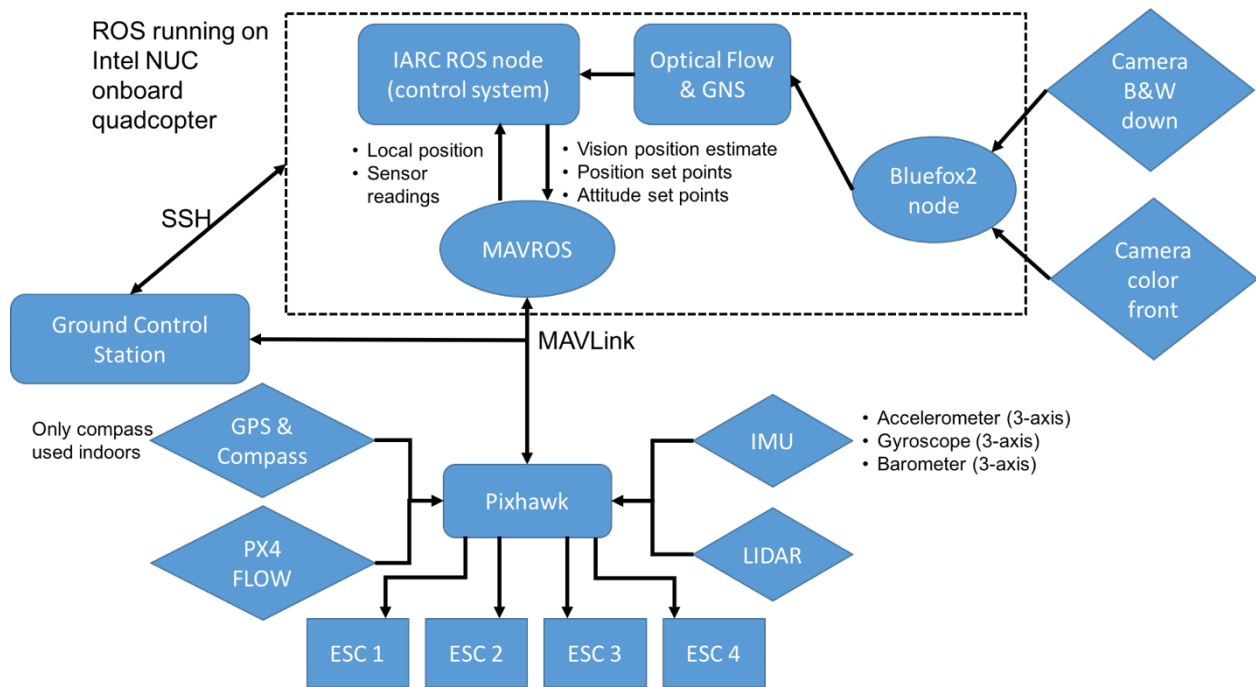 ROS running on
Intel NUC
onboard
quadcopter
IARC ROS node
(control system)
Optical Flow
& GNS
Camera
B&W
down
• Local position
• Sensor
readings
• Vision position estimate
• Position set points
• Attitude set points
Bluefox2
node
SSH
MAVROS
Camera
color
front
Ground Control
Station
MAVLink
Only compass
used indoors
GPS &
Compass
IMU
• Accelerometer (3-axis)
• Gyroscope (3-axis)
• Barometer (3-axis)
Pixhawk
PX4
FLOW
LIDAR
ESC 1
ESC 2
ESC 3
ESC 4